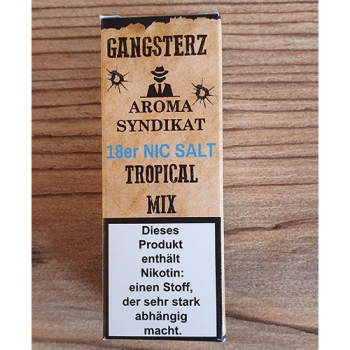 GANGSTERZ
AROMA
SYNDIKAT
18er NIC SALT
TROPICAL
MIX
Dieses
Produkt
enthält
Nikotin:
einen Stoff,
der sehr stark
abhängig
macht.